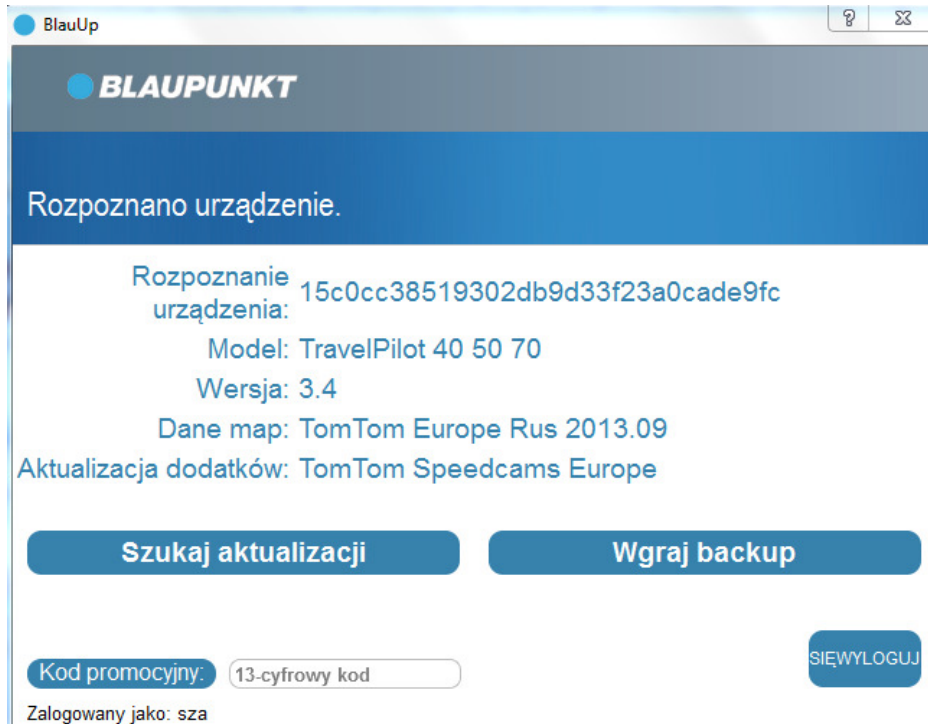 BlauUp
BLAUPUNKT
Rozpoznano urządzenie.
Rozpoznanie
urządzenia: 15c0cc38519302db9d33f23a0cade9fc
Model: TravelPilot 40 50 70
Wersja: 3.4
Dane map: TomTom Europe Rus 2013.09
Aktualizacja dodatków: TomTom Speedcams Europe
Szukaj aktualizacji Wgraj backup
SIĘWYLOGUJ
Kod promocyjny: 13-cyfrowy kod
Zalogowany jako: sza